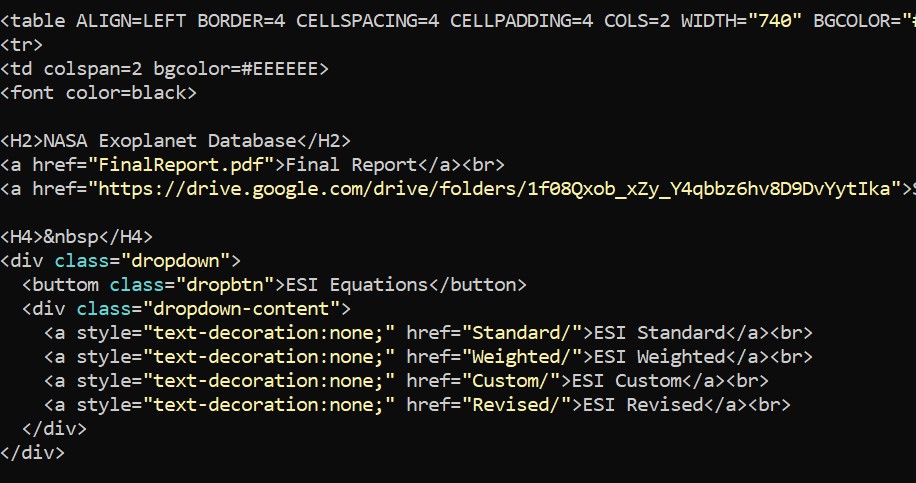 <table ALIGN=LEFT BORDER=4 CELLSPACING=4 CELLPADDING=4 COLS=2 WIDTH="740" BGCOLOR="#
<tr>
<td colspan=2 bgcolor=#EEEEEE>
<font color=black>
<H2>NASA Exoplanet Database</H2>
<a href="FinalReport.pdf">Final Report</a><br>
<a href="https://drive.google.com/drive/folders/1f08Qxob_xZy_Y4qbbz6hv8D9DvYytIka">S
<H4>&nbsp</H4>
<div class="dropdown">
  <buttom class="dropbtn">ESI Equations</button>
  <div class="dropdown-content">
    <a style="text-decoration:none;" href="Standard/">ESI Standard</a><br>
    <a style="text-decoration:none;" href="Weighted/">ESI Weighted</a><br>
    <a style="text-decoration:none;" href="Custom/">ESI Custom</a><br>
    <a style="text-decoration:none;" href="Revised/">ESI Revised</a><br>
  </div>
</div>